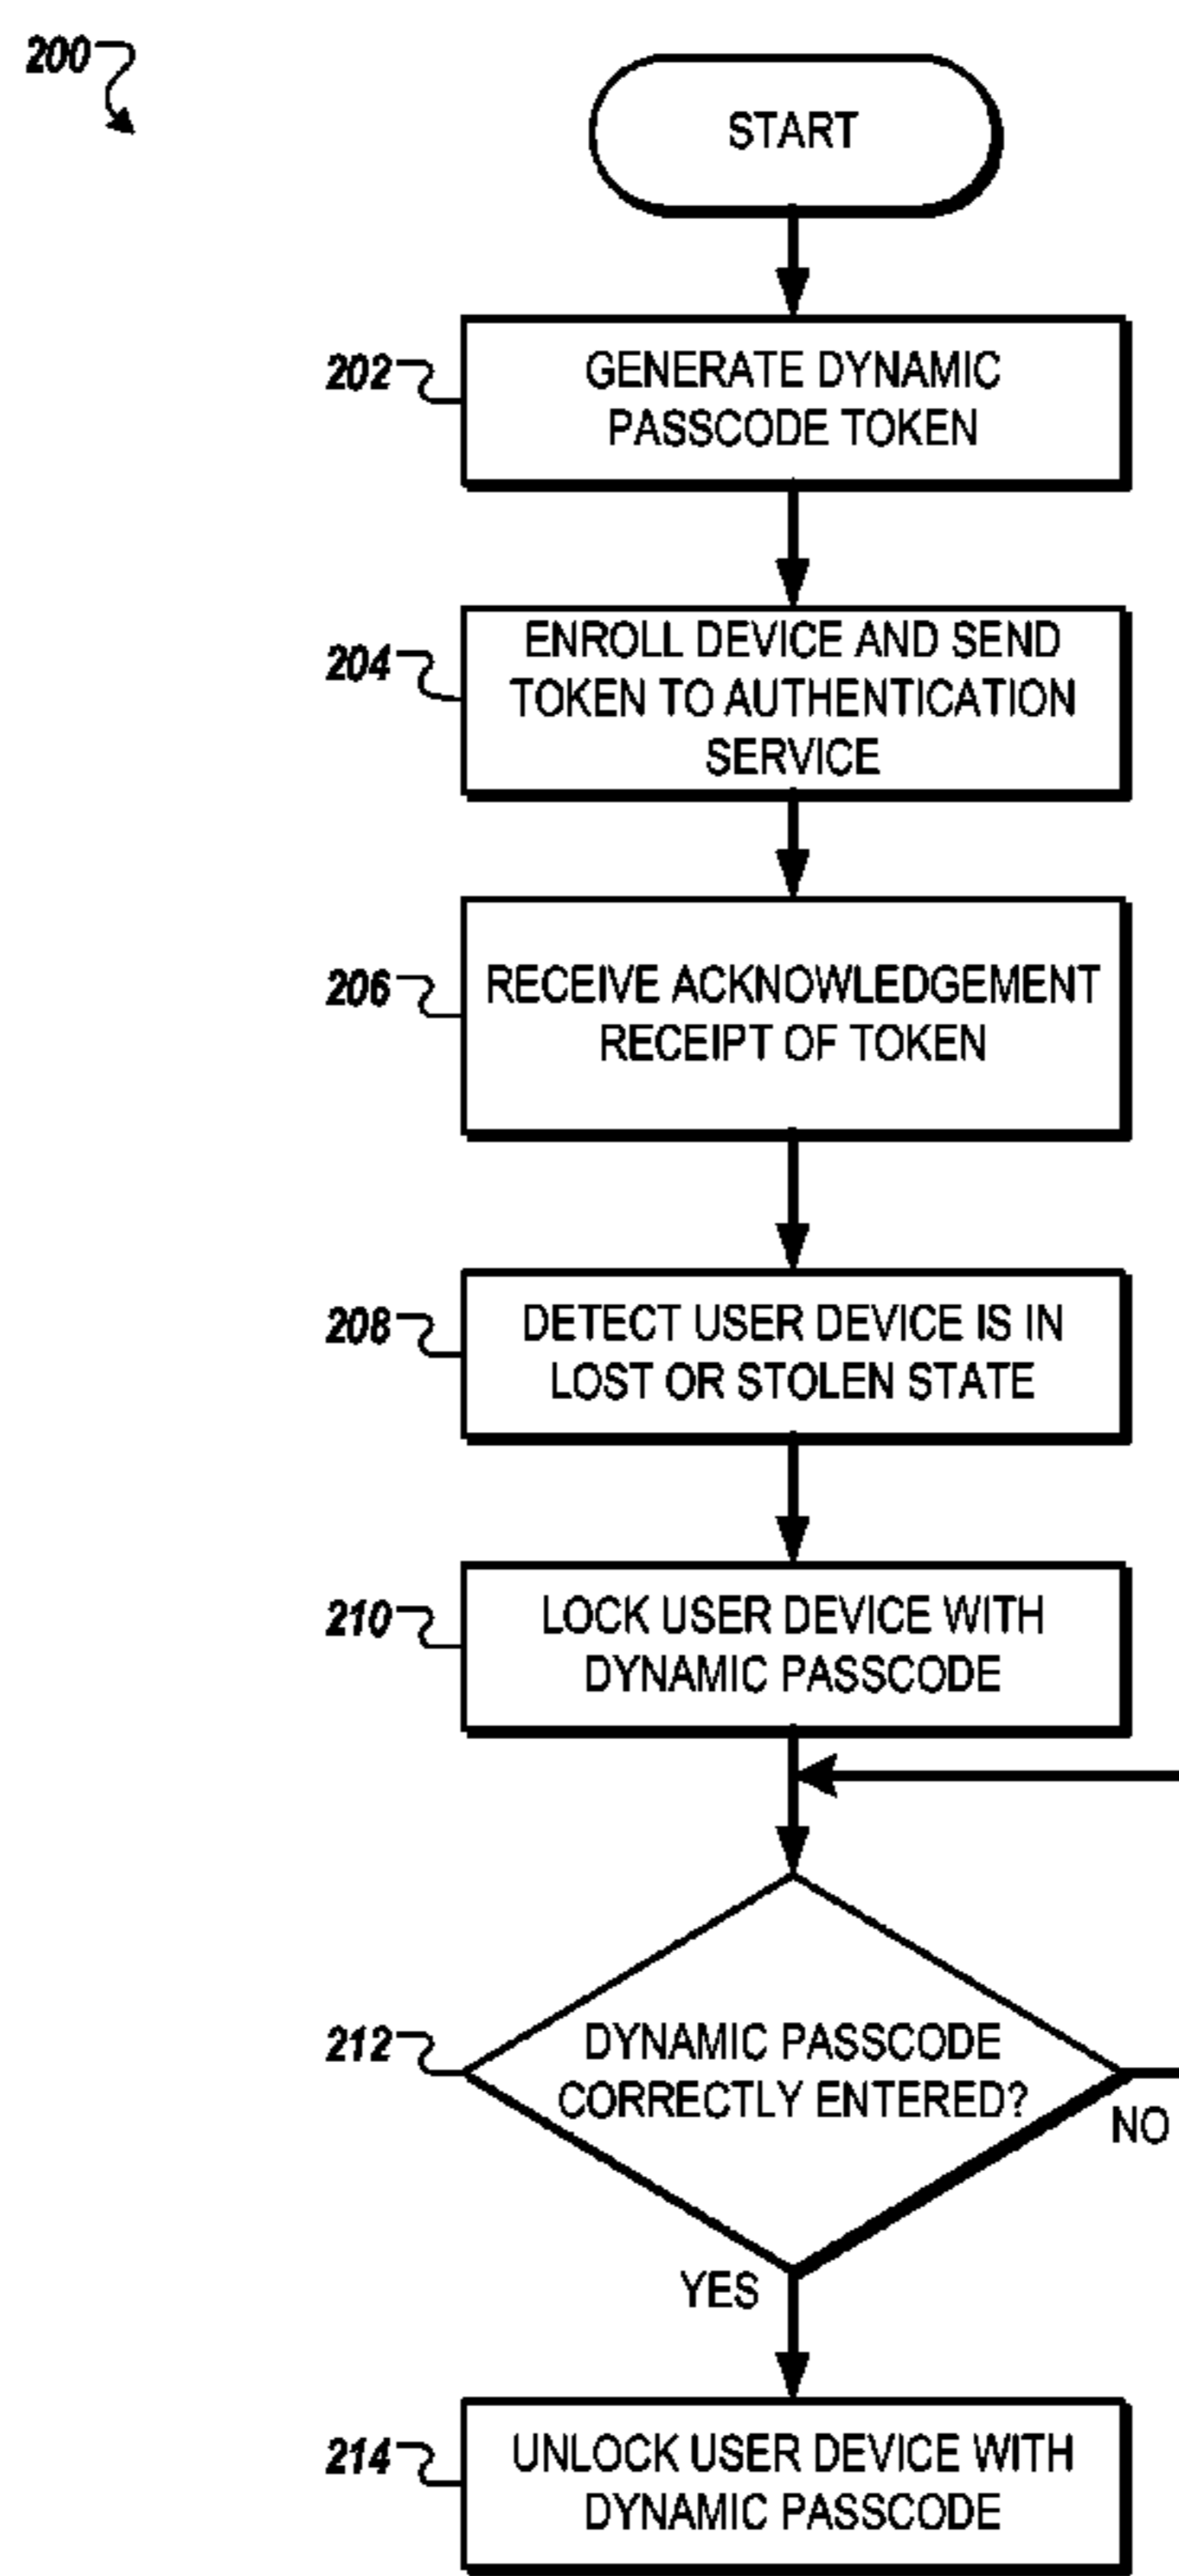 200
START
202
GENERATE DYNAMIC
PASSCODE TOKEN
204
ENROLL DEVICE AND SEND
TOKEN TO AUTHENTICATION
SERVICE
206
RECEIVE ACKNOWLEDGEMENT
RECEIPT OF TOKEN
208
DETECT USER DEVICE IS IN
LOST OR STOLEN STATE
210
LOCK USER DEVICE WITH
DYNAMIC PASSCODE
212
DYNAMIC PASSCODE
CORRECTLY ENTERED?
NO
YES
214
UNLOCK USER DEVICE WITH
DYNAMIC PASSCODE